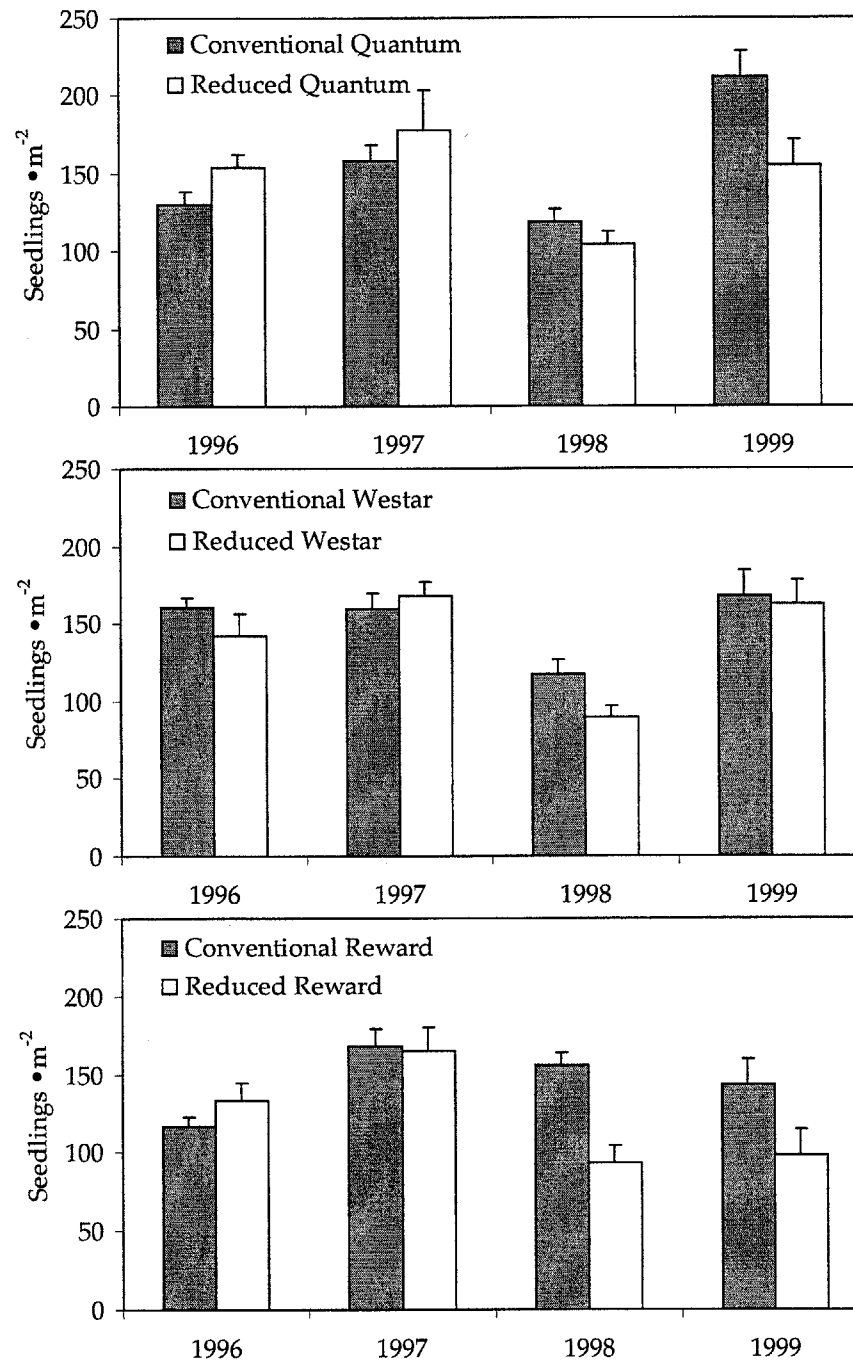 250
Conventional Quantum
200
Reduced Quantum
150
100
50
0
Seedlings •m-2
1996 1997 1998 1999
250
Conventional Westar
200
Reduced Westar
150
100
50
0
Seedlings •m-2
1996 1997 1998 1999
250
Conventional Reward
Reduced Reward
200
150
100
50
0
Seedlings •m-2
1996 1997 1998 1999